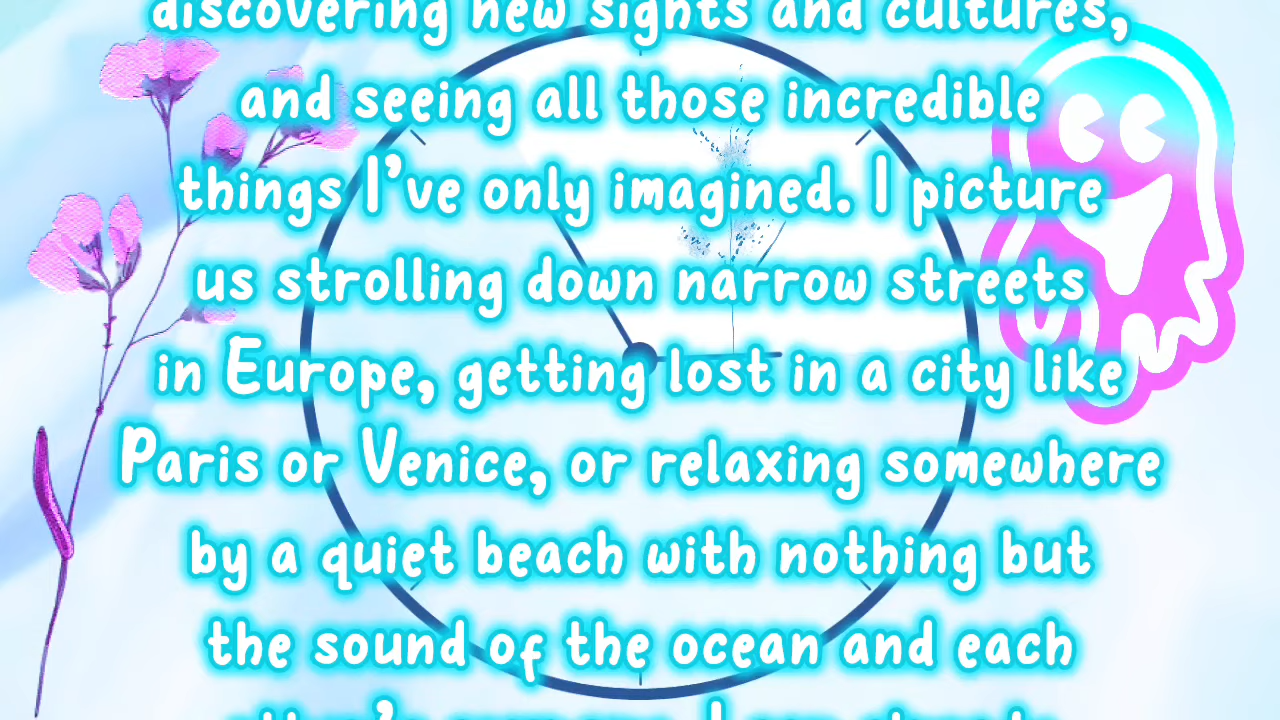 discovering new sights and cultures,
and seeing all those incredible
things I've only imagined. I picture
us strolling down narrow streets
in Europe, getting lost in a city like
Paris or Venice, or relaxing somewhere
by a quiet beach with nothing but
the sound of the ocean and each